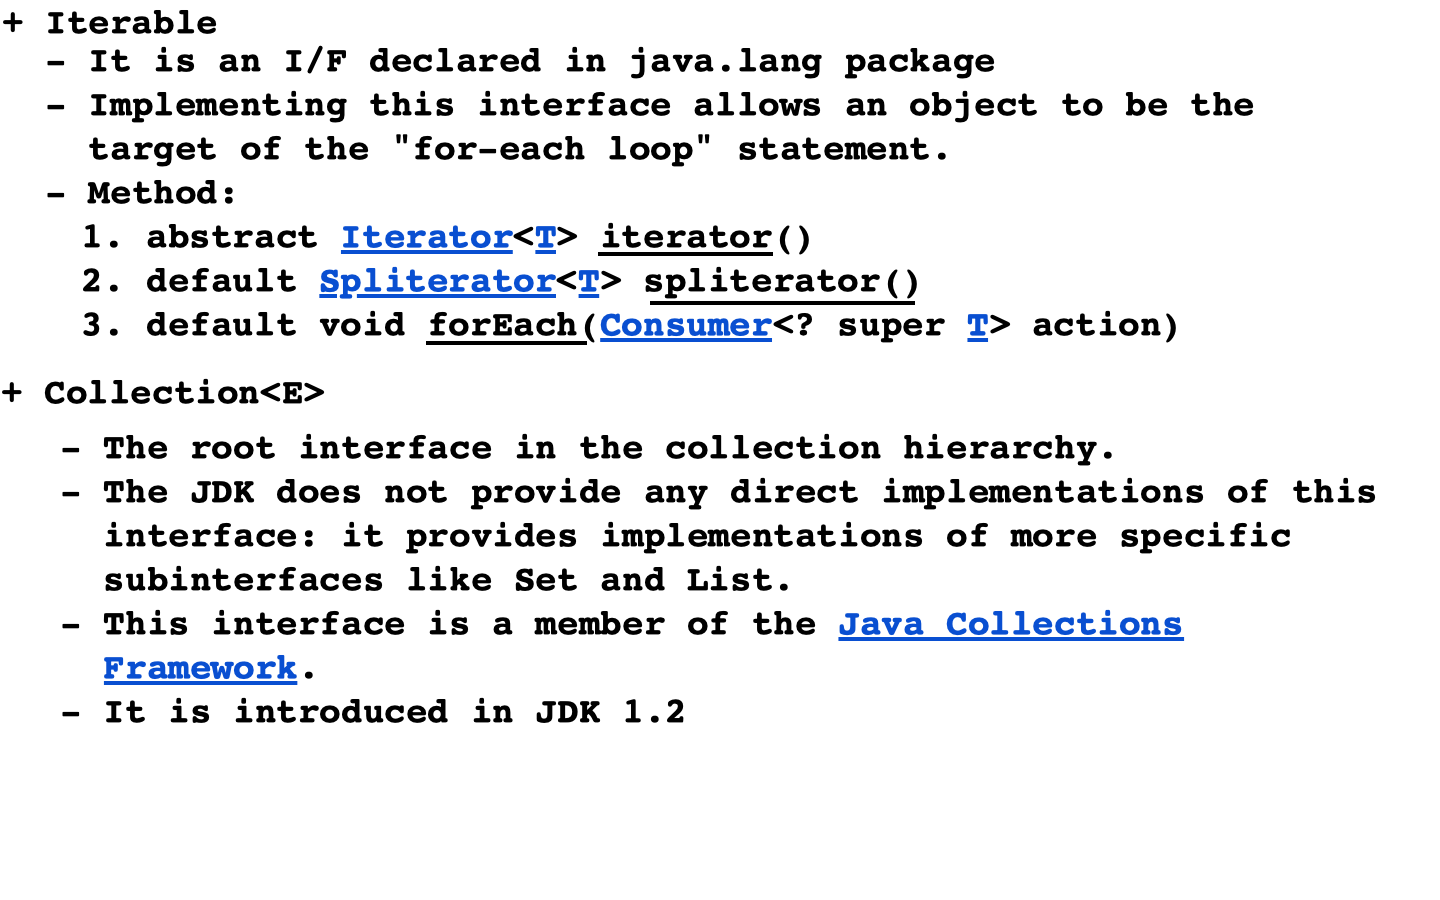 + Iterable
- It is an I/F declared in java.lang package
- Implementing this interface allows an object to be the
target of the "for-each loop" statement.
- Method:
1. abstract Iterator<T> iterator()
2. default Spliterator<T> spliterator()
3. default void forEach(Consumer<? super T> action)
+ Collection<E>
- The root interface in the collection hierarchy.
- The JDK does not provide any direct implementations of this
interface: it provides implementations of more specific
subinterfaces like Set and List.
- This interface is a member of the Java Collections
Framework.
- It is introduced in JDK 1.2